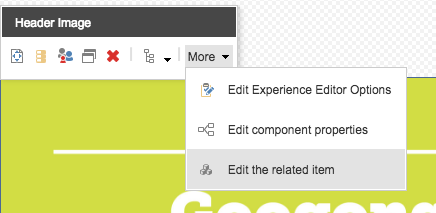 Header Image
More
Edit Experience Editor Options
Edit component properties
Edit the related item